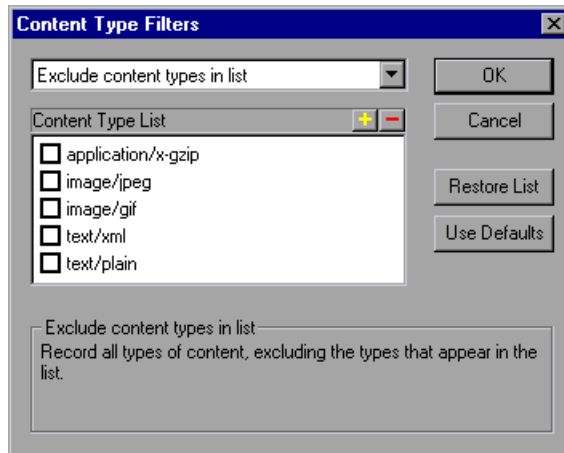 Content Type Filters
Exclude content types in list
OK
Content Type List
Cancel
application/x-gzip
image/jpeg
image/gif
text/xml
text/plain
Restore List
Use Defaults
Exclude content types in list
Record all types of content, excluding the types that appear in the
list.